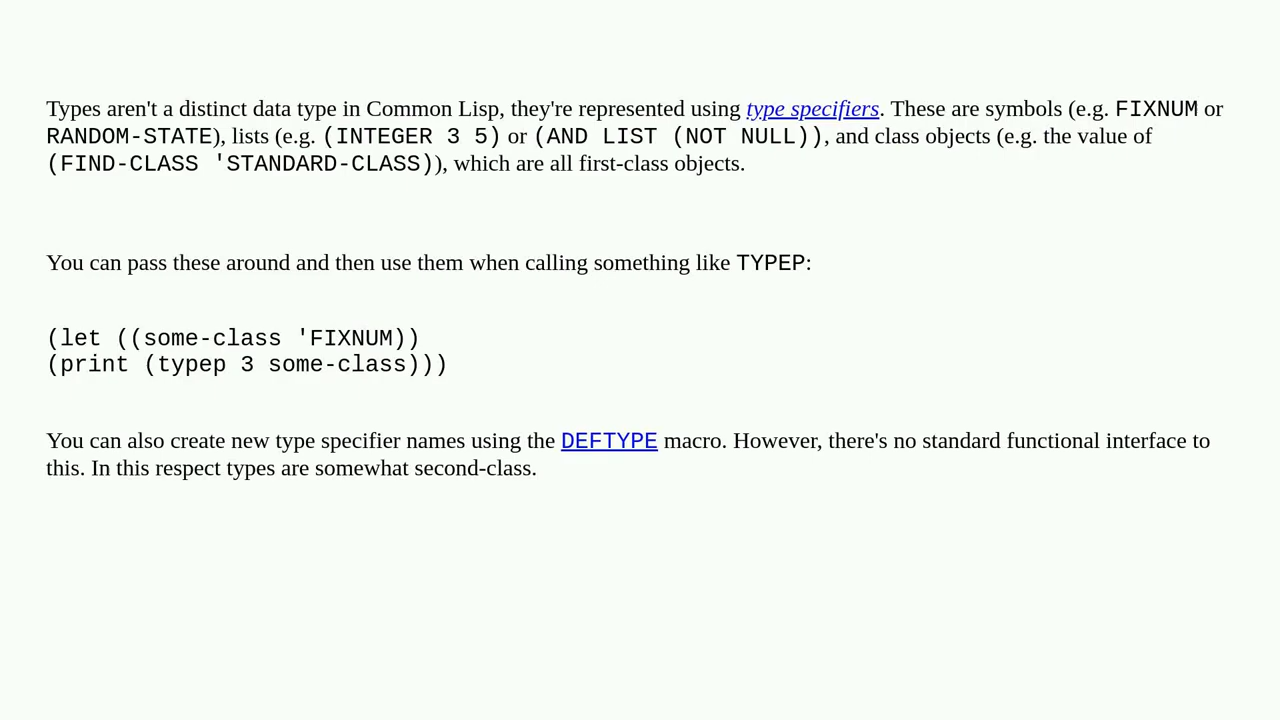 Types aren't a distinct data type in Common Lisp, they're represented using type specifiers. These are symbols (e.g. FIXNUM or
RANDOM-STATE), lists (e.g. (INTEGER 3 5) or (AND LIST (NOT NULL)), and class objects (e.g. the value of
(FIND-CLASS 'STANDARD-CLASS)), which are all first-class objects.
You can pass these around and then use them when calling something like TYPEP:
(let ((some-class 'FIXNUM))
(print (typep 3 some-class)))
You can also create new type specifier names using the DEFTYPE macro. However, there's no standard functional interface to
this. In this respect types are somewhat second-class.